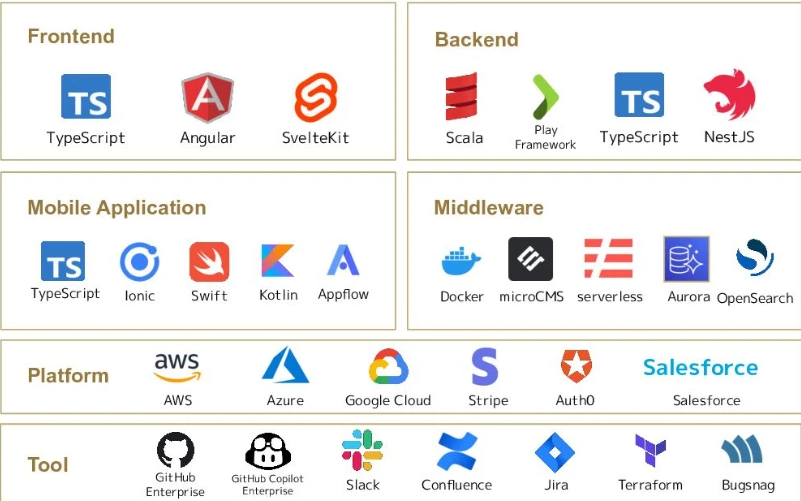 Frontend
TS
TypeScript
A
Angular
SvelteKit
Backend
Scala
Play
Framework
TS
TypeScript
NestJS
Mobile Application
TS
TypeScript
Ionic
Swift
Kotlin
Appflow
Middleware
Docker
microCMS
serverless
Aurora
OpenSearch
Platform
aws
AWS
Azure
Google Cloud
S
Stripe
Auth0
Salesforce
Salesforce
Tool
GitHub
Enterprise
GitHub Copilot
Enterprise
Slack
Confluence
Jira
Terraform
Bugsnag